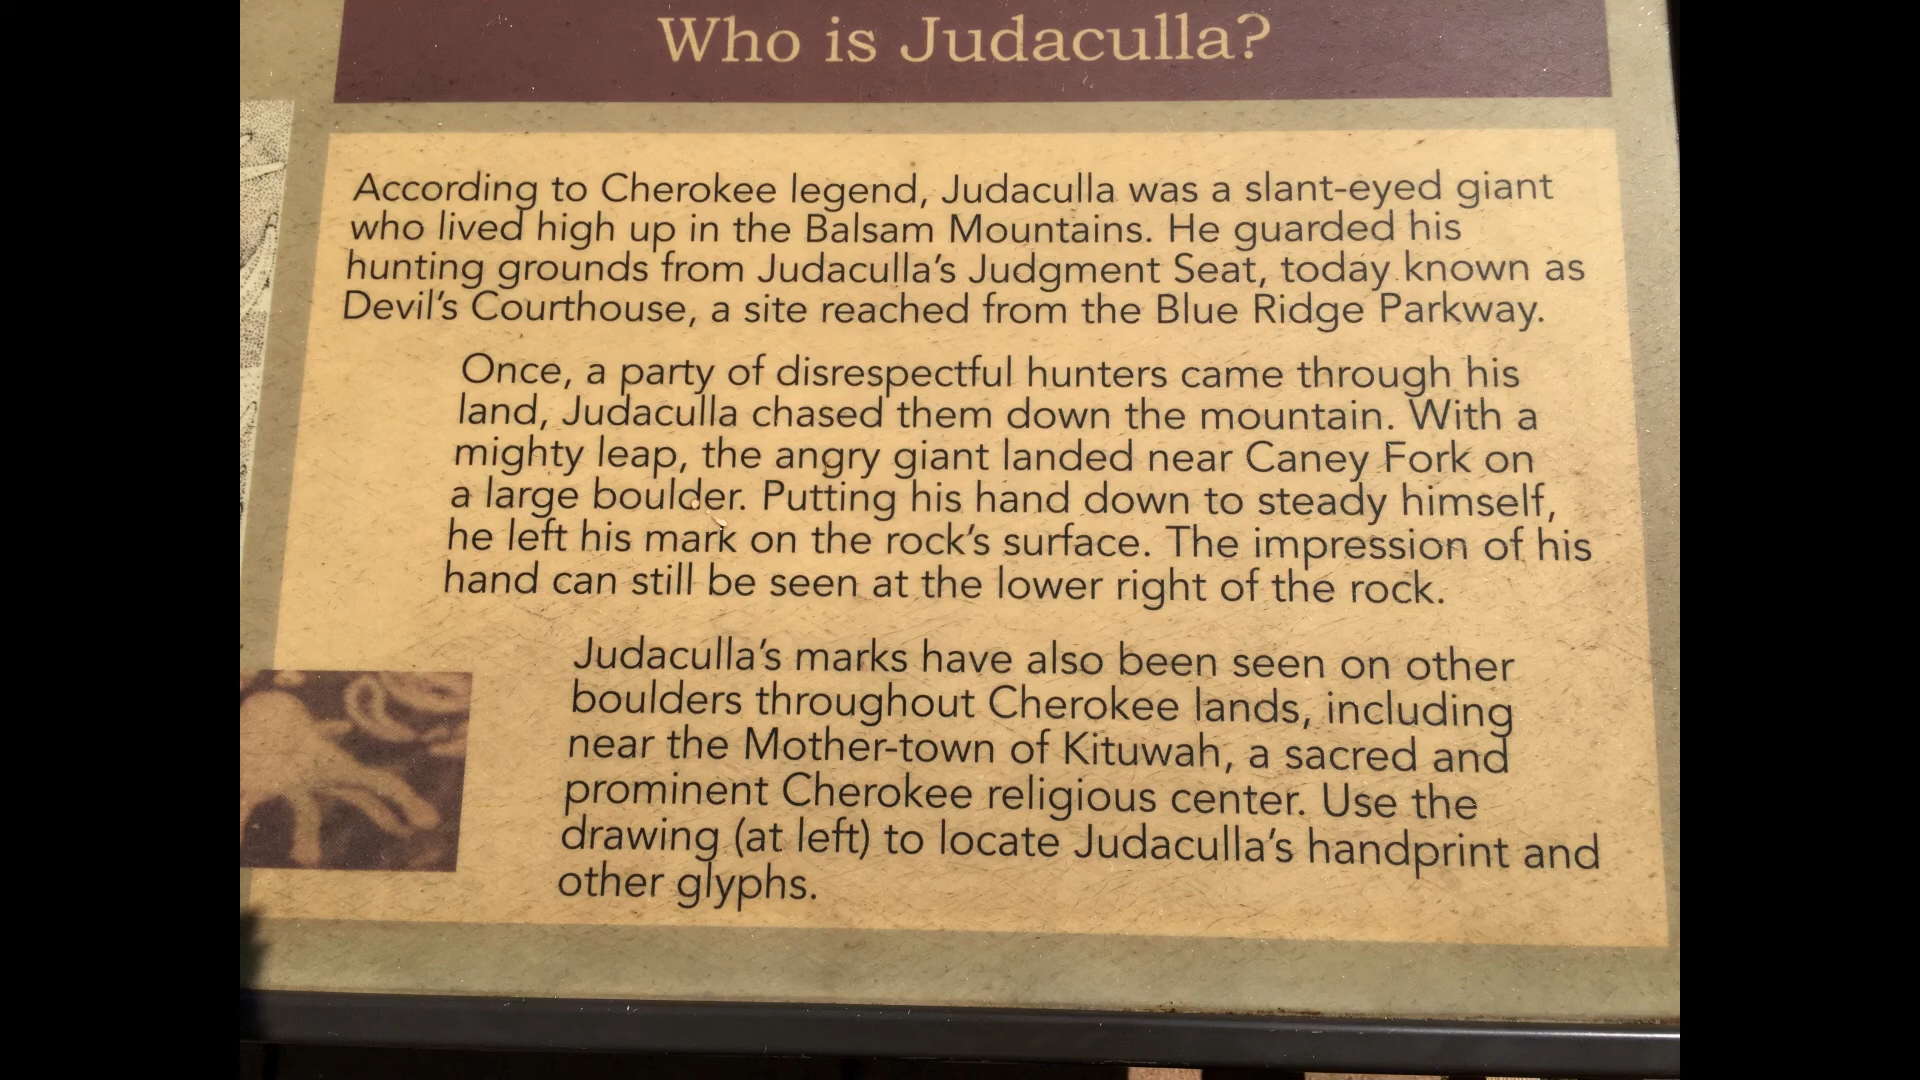 Who is Judaculla?
According to Cherokee legend, Judaculla was a slant-eyed giant
who lived high up in the Balsam Mountains. He guarded his
hunting grounds from Judaculla's Judgment Seat, today known as
Devil's Courthouse, a site reached from the Blue Ridge Parkway.
Once, a party of disrespectful hunters came through his
land, Judaculla chased them down the mountain. With a
mighty leap, the angry giant landed near Caney Fork on
a large boulder. Putting his hand down to steady himself,
he left his mark on the rock's surface. The impression of his
hand can still be seen at the lower right of the rock.
Judaculla's marks have also been seen on other
boulders throughout Cherokee lands, including
near the Mother-town of Kituwah, a sacred and
prominent Cherokee religious center. Use the
drawing (at left) to locate Judaculla's handprint and
other glyphs.